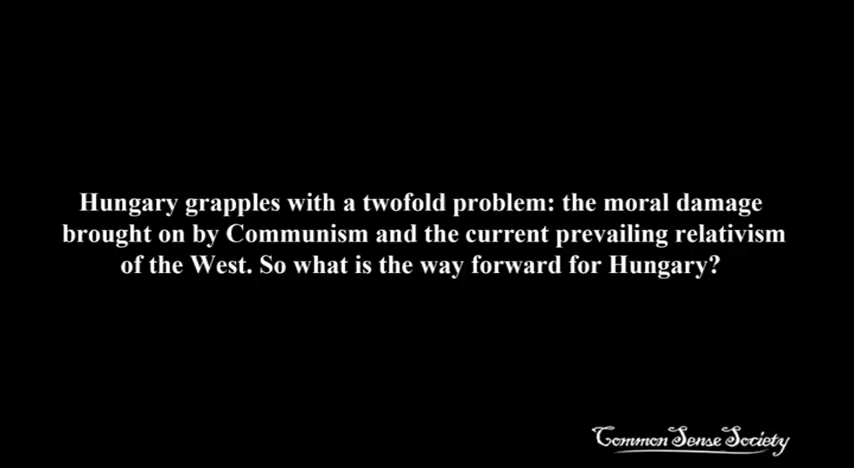 Hungary grapples with a twofold problem: the moral damage
brought on by Communism and the current prevailing relativism
of the West. So what is the way forward for Hungary?
Common Sense Society